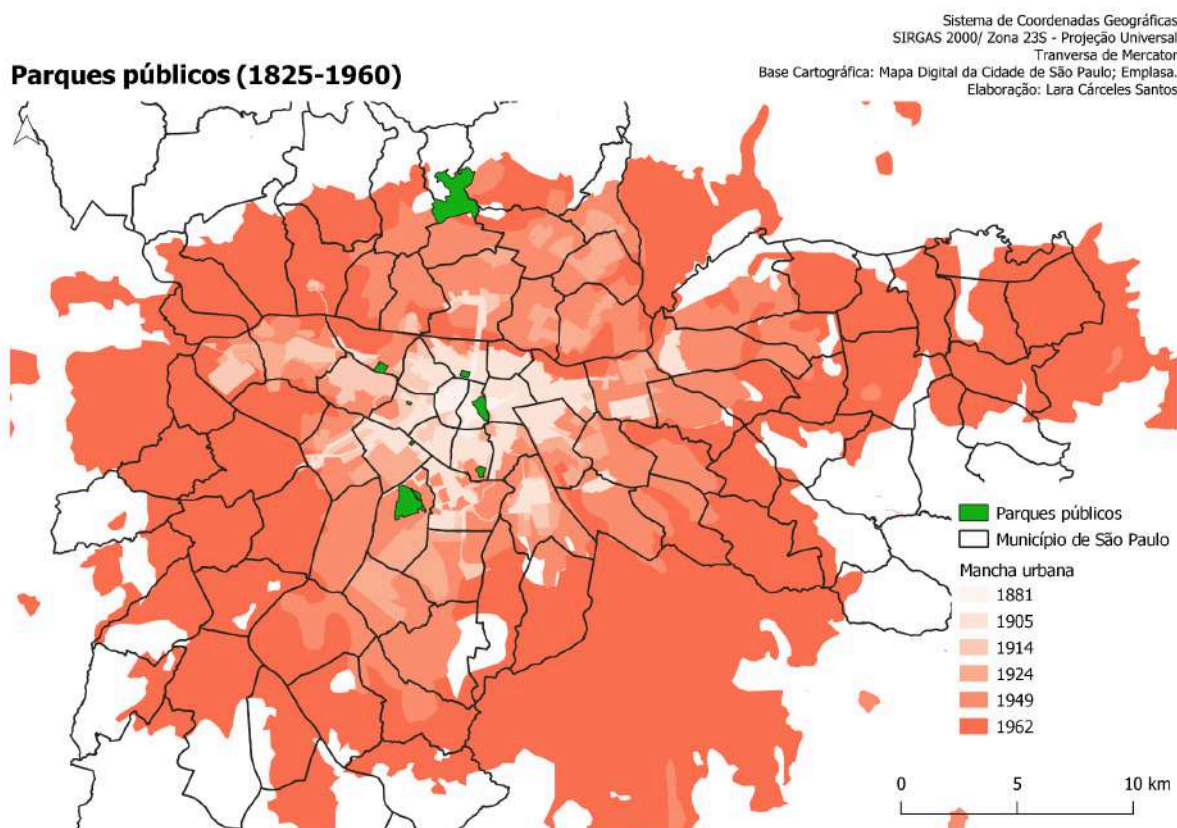 Sistema de Coordenadas Geográficas
SIRGAS 2000/ Zona 23S - Projeção Universal
Tranversa de Mercator
Base Cartográfica: Mapa Digital da Cidade de São Paulo; Emplasa.
Elaboração: Lara Cárceles Santos
Parques públicos (1825-1960)
Parques públicos
Município de São Paulo
Mancha urbana
1881
1905
1914
1924
1949
1962
0 5 10 km